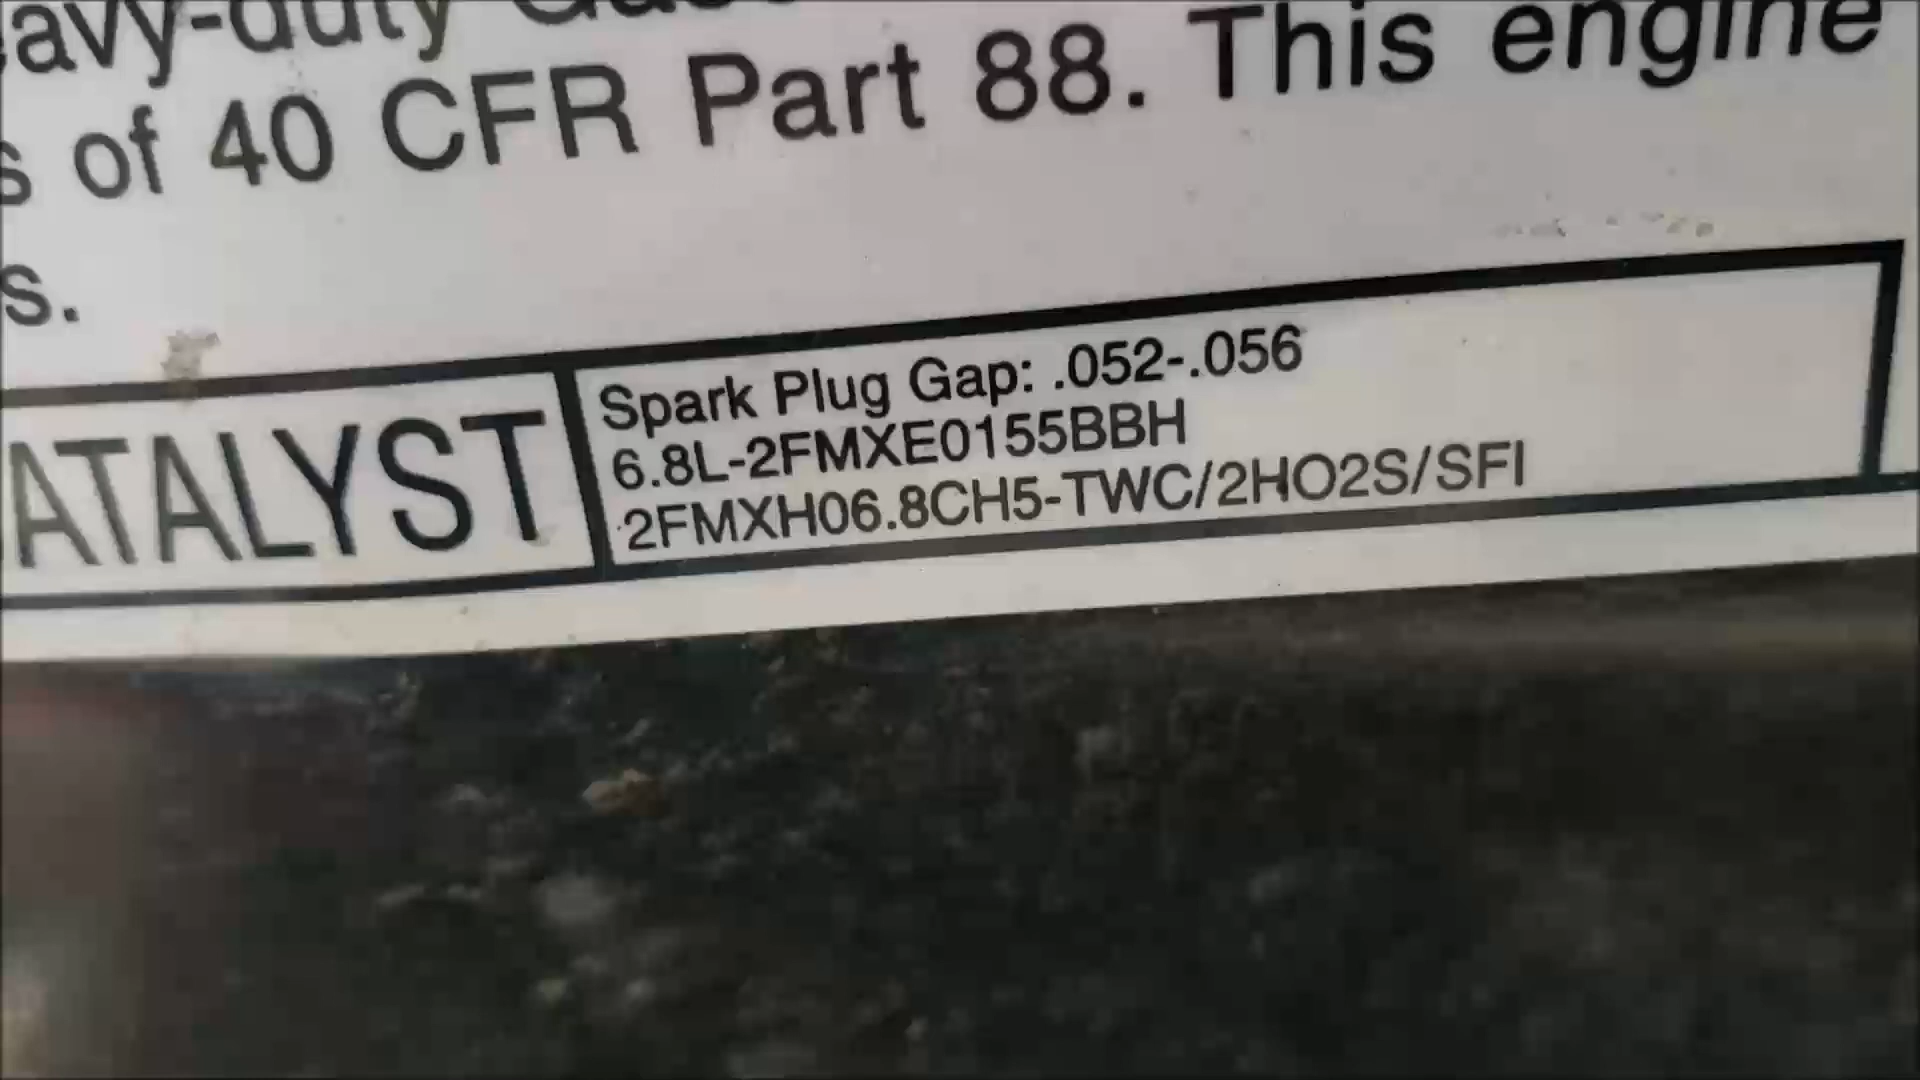 avy-duty
s of 40 CFR Part 88. This engine
s.
ATALYST
Spark Plug Gap: .052-.056
6.8L-2FMXE0155BBH
2FMXH06.8CH5-TWC/2HO2S/SFI